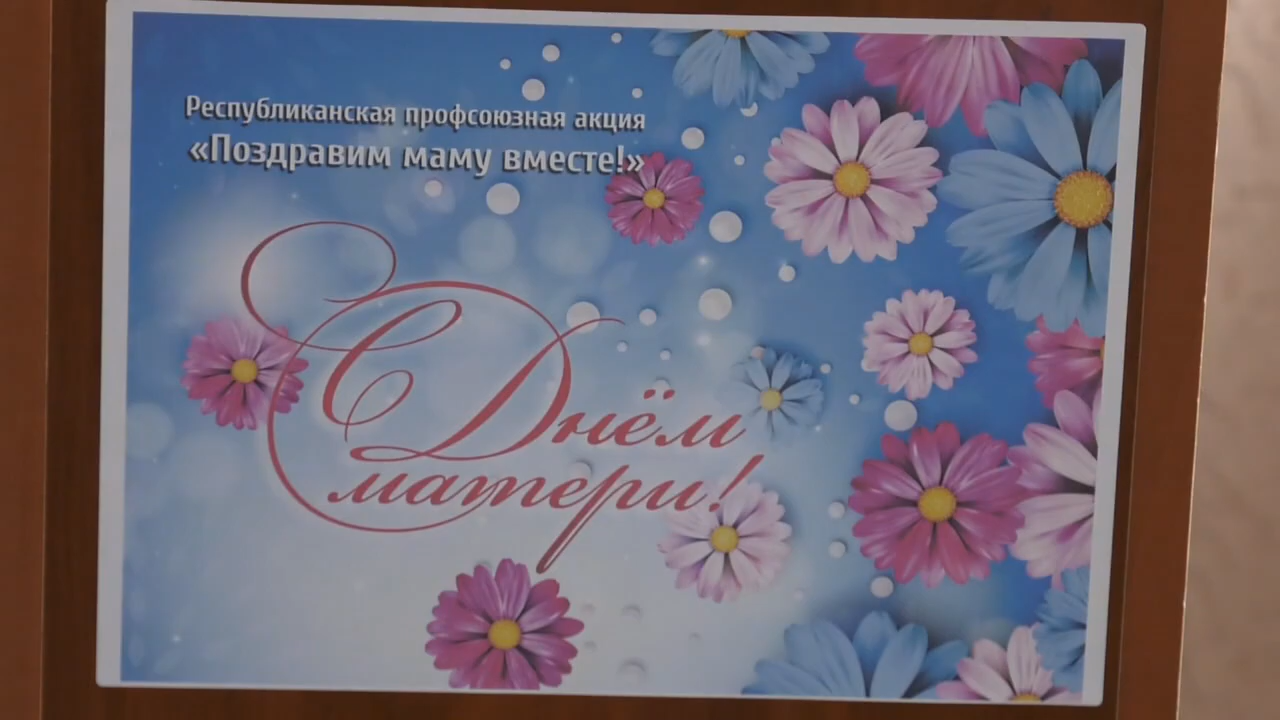 Республиканская профсоюзная акция
«Поздравим маму вместе!»
С Днём
матери!